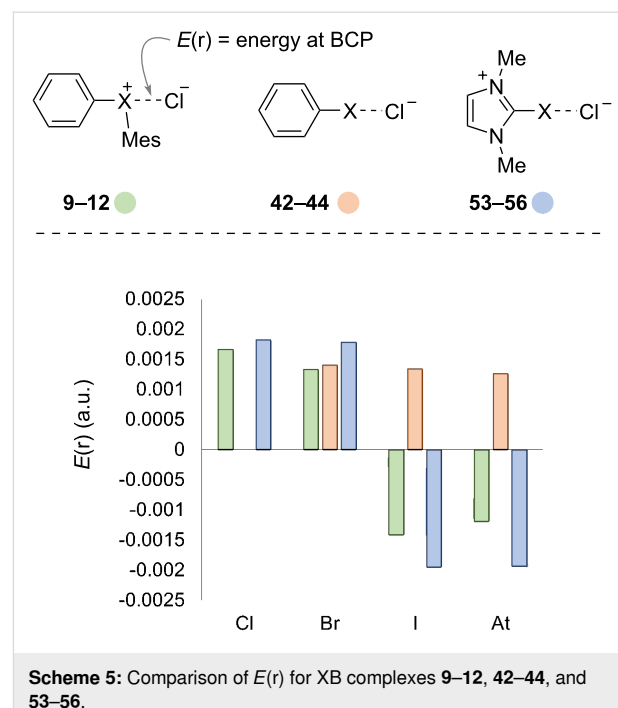 E(r) = energy at BCP
X + Cl −
Mes
X Cl −
Me
N +
X Cl −
N
Me
9–12
42–44
53–56
0.0025
0.002
0.0015
0.001
0.0005
0
-0.0005
-0.001
-0.0015
-0.002
-0.0025
E(r) (a.u.)
Cl Br I At
Scheme 5: Comparison of E(r) for XB complexes 9–12, 42–44, and
53–56.